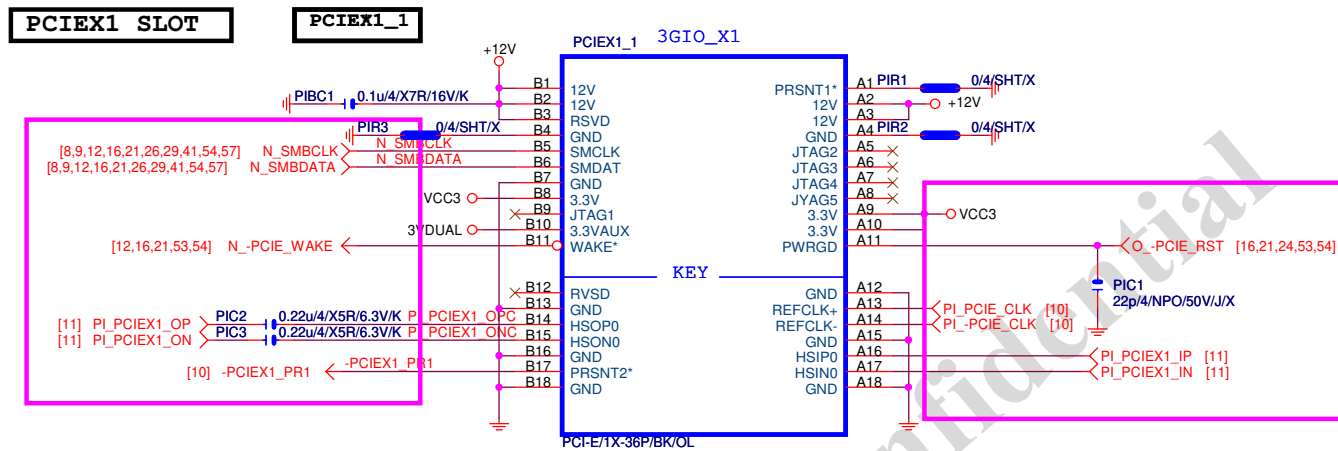 PCIEX1 SLOT
PCIEX1_1
PCIEX1_1 3GIO_X1
+12V
PIBC1 0.1u/4/X7R/16V/K
B1 12V PRSNT1* A1 PIR1 0/4/SHT/X
B2 12V 12V A2 +12V
B3 RSVD 12V A3
PIR3 0/4/SHT/X B4 GND GND A4 PIR2 0/4/SHT/X
[8,9,12,16,21,26,29,41,54,57] N_SMBCLK N_SMBCLK B5 SMCLK JTAG2 A5
[8,9,12,16,21,26,29,41,54,57] N_SMBDATA N_SMBDATA B6 SMDAT JTAG3 A6
B7 GND JTAG4 A7
VCC3 B8 3.3V JYAG5 A8
B9 JTAG1 3.3V A9 VCC3
3VDUAL B10 3.3VAUX 3.3V A10
[12,16,21,53,54] N_-PCIE_WAKE B11 WAKE* PWRGD A11 O_-PCIE_RST [16,21,24,53,54]
KEY
PIC1
22p/4/NPO/50V/J/X
B12 RVSD GND A12
B13 GND REFCLK+ A13 PI_PCIE_CLK [10]
[11] PI_PCIEX1_OP PIC2 0.22u/4/X5R/6.3V/K PI_PCIEX1_OPC B14 HSOP0 REFCLK- A14 PI_-PCIE_CLK [10]
[11] PI_PCIEX1_ON PIC3 0.22u/4/X5R/6.3V/K PI_PCIEX1_ONC B15 HSON0 GND A15
B16 GND HSIP0 A16 PI_PCIEX1_IP [11]
[10] -PCIEX1_PR1 -PCIEX1_PR1 B17 PRSNT2* HSIN0 A17 PI_PCIEX1_IN [11]
B18 GND GND A18
PCI-E/1X-36P/BK/OL